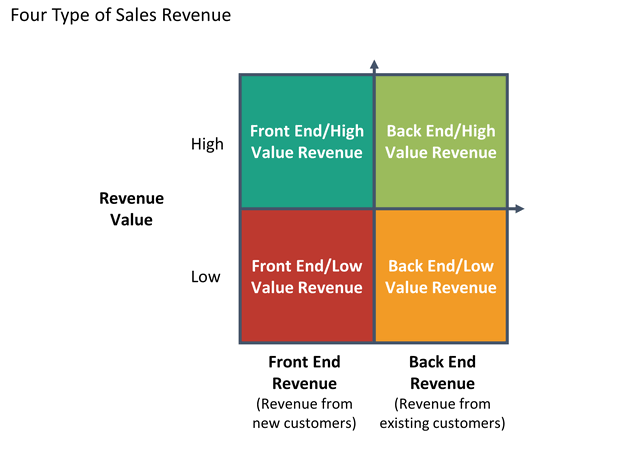 Four Type of Sales Revenue
High
Front End/High
Value Revenue
Back End/High
Value Revenue
Revenue
Value
Low
Front End/Low
Value Revenue
Back End/Low
Value Revenue
Front End
Revenue
(Revenue from
new customers)
Back End
Revenue
(Revenue from
existing customers)